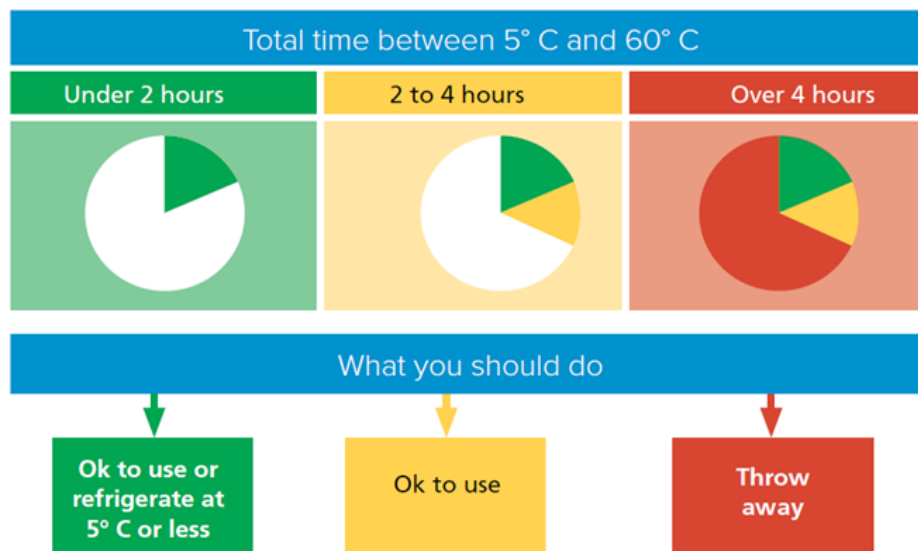 Total time between 5° C and 60° C
Under 2 hours
2 to 4 hours
Over 4 hours
What you should do
Ok to use or
refrigerate at
5° C or less
Ok to use
Throw
away